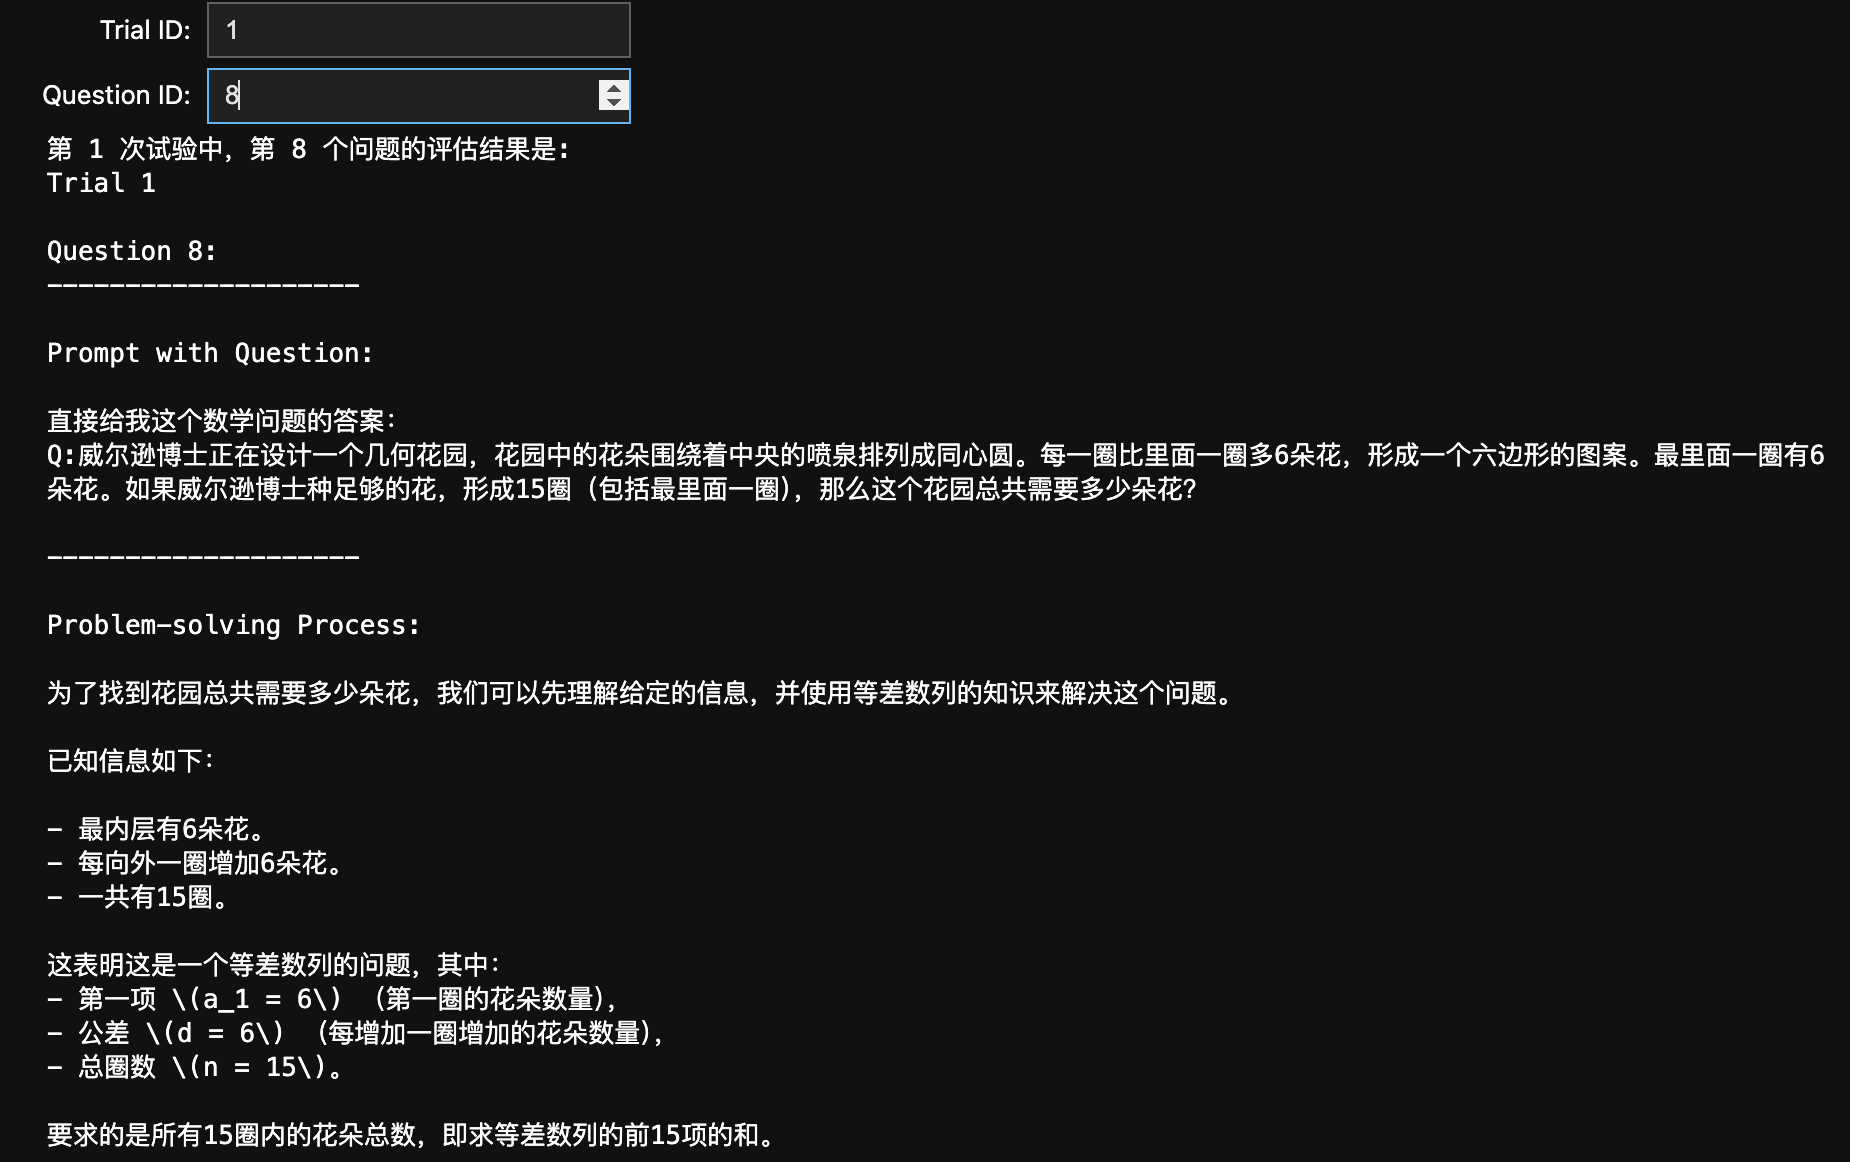 Trial ID: 1
Question ID: 8
第 1 次试验中，第 8 个问题的评估结果是:
Trial 1
Question 8:
--------------------
Prompt with Question:
直接给我这个数学问题的答案：
Q:威尔逊博士正在设计一个几何花园，花园中的花朵围绕着中央的喷泉排列成同心圆。每一圈比里面一圈多6朵花，形成一个六边形的图案。最里面一圈有6
朵花。如果威尔逊博士种足够的花，形成15圈（包括最里面一圈），那么这个花园总共需要多少朵花？
--------------------
Problem-solving Process:
为了找到花园总共需要多少朵花，我们可以先理解给定的信息，并使用等差数列的知识来解决这个问题。
已知信息如下：
- 最内层有6朵花。
- 每向外一圈增加6朵花。
- 一共有15圈。
这表明这是一个等差数列的问题，其中：
- 第一项 \(a_1 = 6\) （第一圈的花朵数量），
- 公差 \(d = 6\) （每增加一圈增加的花朵数量），
- 总圈数 \(n = 15\)。
要求的是所有15圈内的花朵总数，即求等差数列的前15项的和。